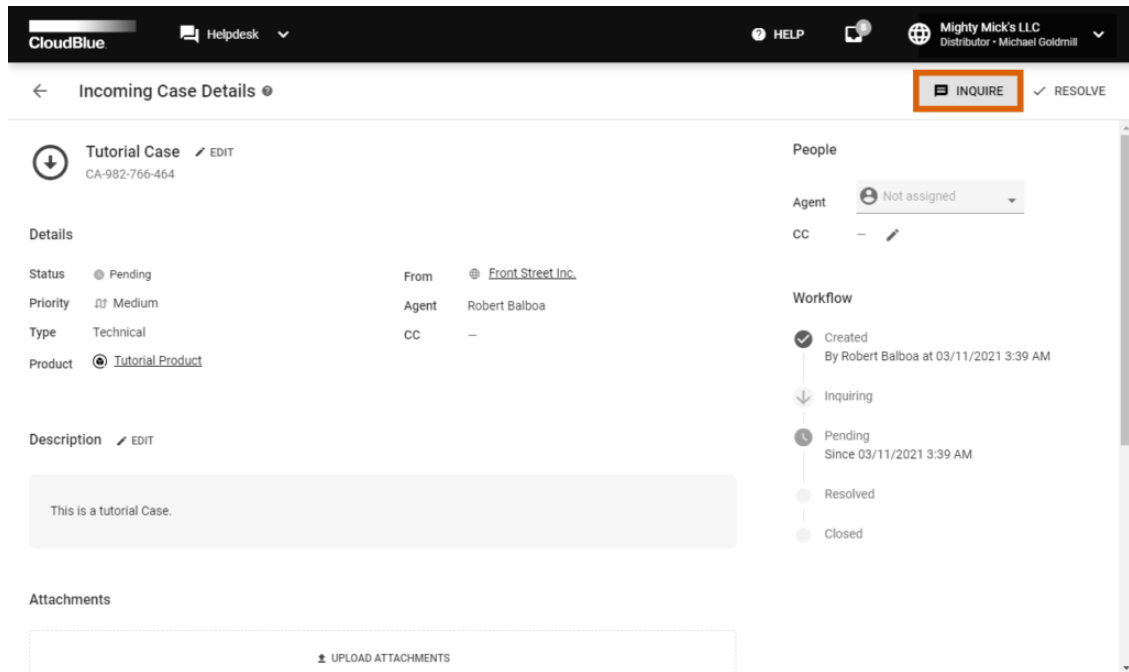 CloudBlue.
Helpdesk
HELP
Mighty Mick's LLC
Distributor • Michael Goldmill
Incoming Case Details
INQUIRE
RESOLVE
Tutorial Case
EDIT
CA-982-766-464
Details
Status
Pending
Priority
Medium
Type
Technical
Product
Tutorial Product
From
Front Street Inc.
Agent
Robert Balboa
CC
—
Description
EDIT
This is a tutorial Case.
Attachments
UPLOAD ATTACHMENTS
People
Agent
Not assigned
CC
—
Workflow
Created
By Robert Balboa at 03/11/2021 3:39 AM
Inquiring
Pending
Since 03/11/2021 3:39 AM
Resolved
Closed